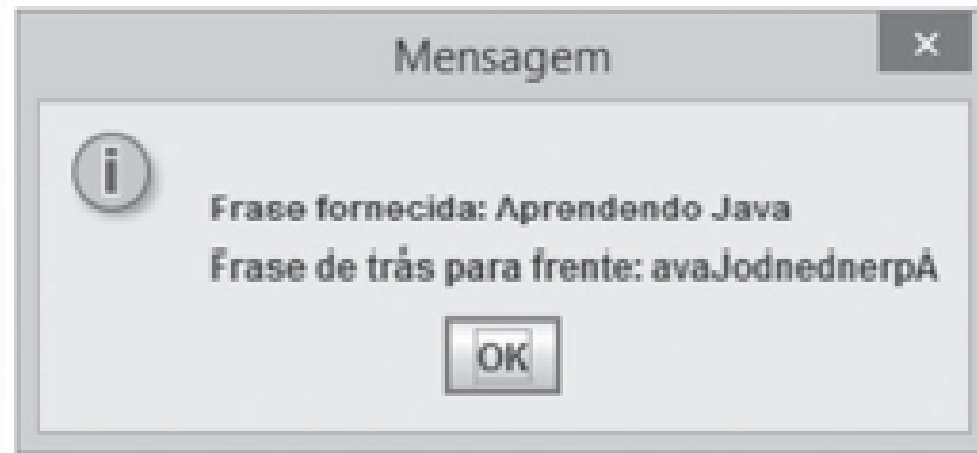 Mensagem
x
i
Frase fornecida: Aprendendo Java
Frase de trás para frente: avaJodnednerpA
OK